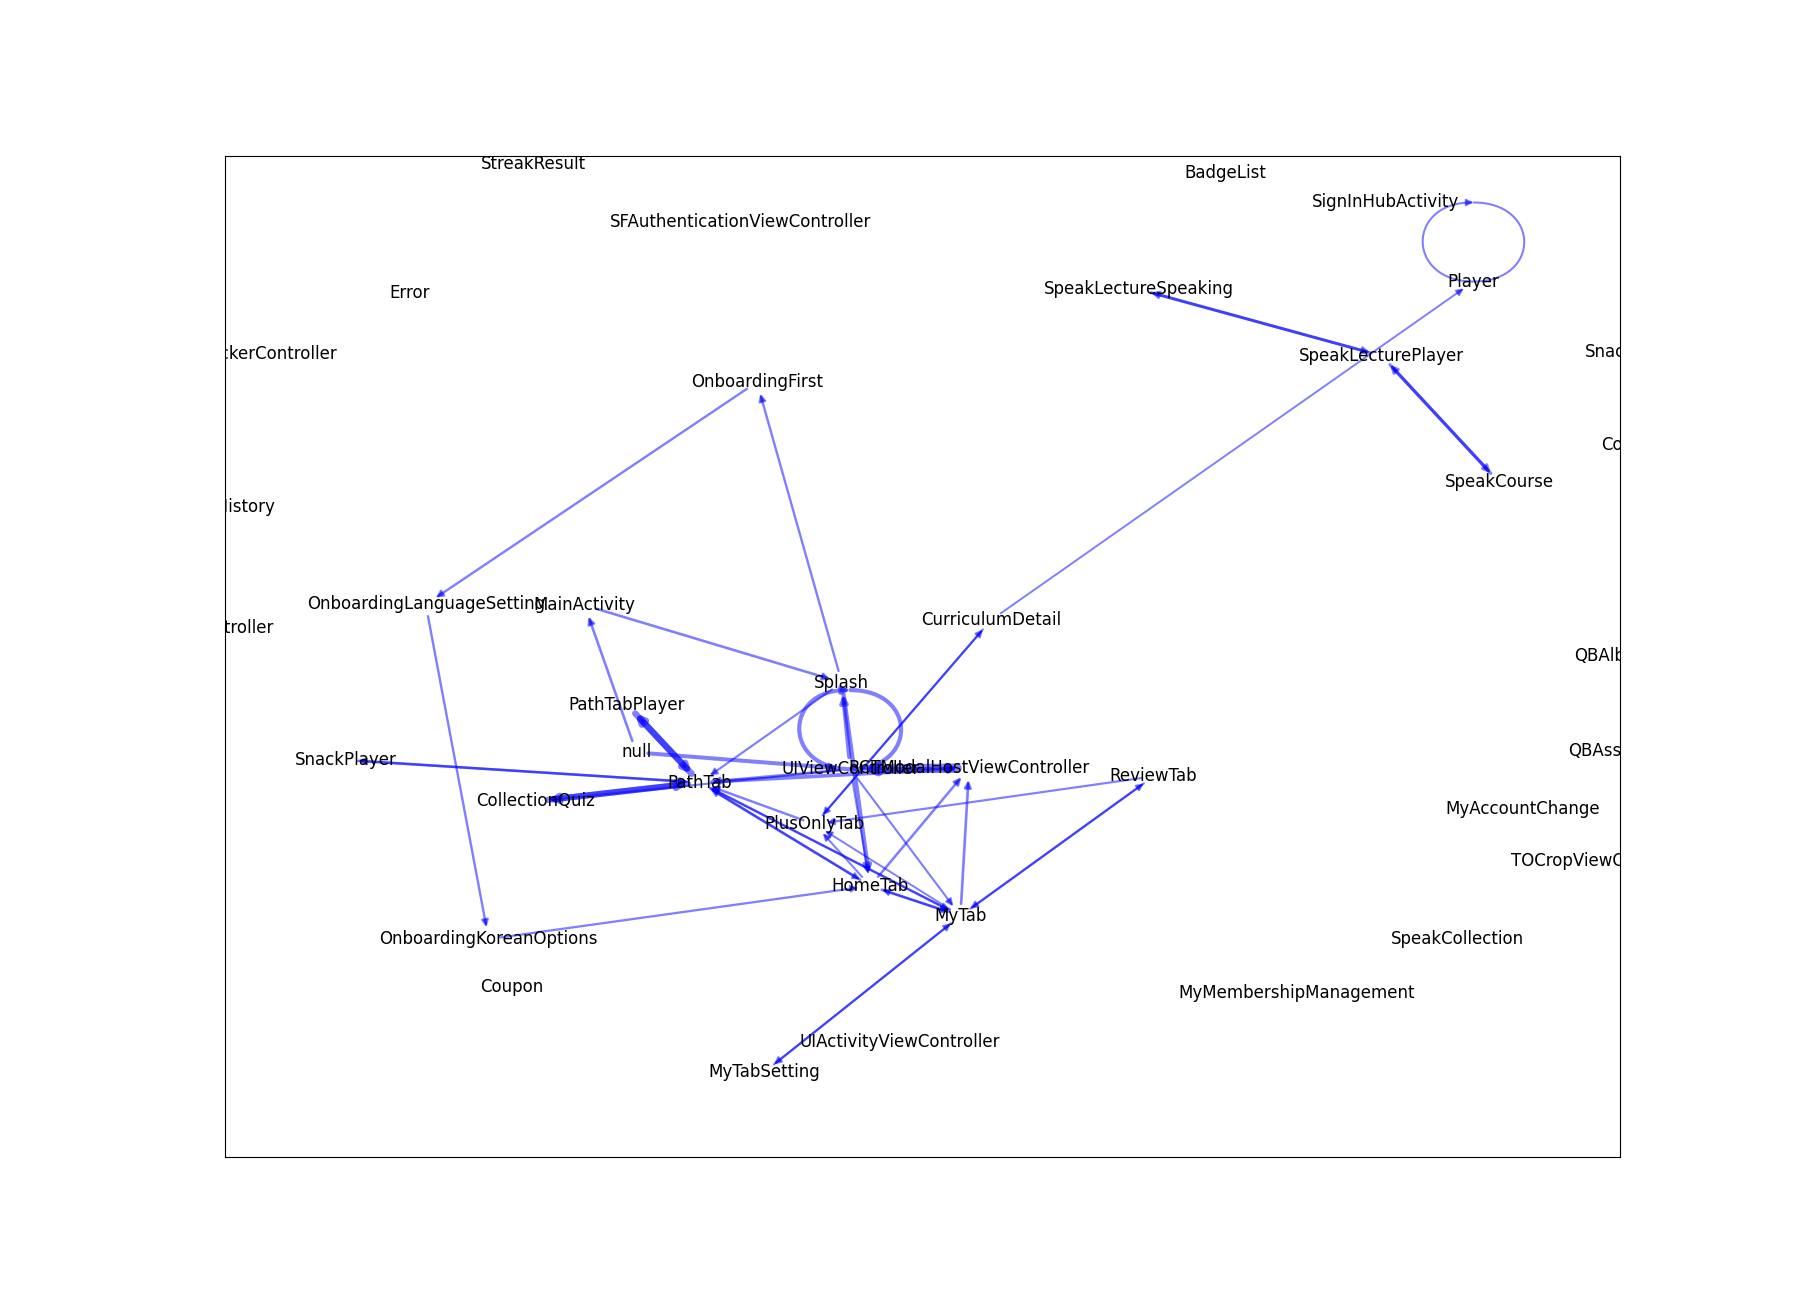 StreakResult
BadgeList
SignInHubActivity
SFAuthenticationViewController
Player
SpeakLectureSpeaking
Error
Snac
ckerController
SpeakLecturePlayer
OnboardingFirst
Co
SpeakCourse
istory
OnboardingLanguageSetting
MainActivity
CurriculumDetail
troller
QBAlb
Splash
PathTabPlayer
null
QBAss
SnackPlayer
UIViewController
RCTModalHostViewController
ReviewTab
PathTab
CollectionQuiz
MyAccountChange
PlusOnlyTab
TOCropViewC
HomeTab
MyTab
OnboardingKoreanOptions
SpeakCollection
Coupon
MyMembershipManagement
UIActivityViewController
MyTabSetting